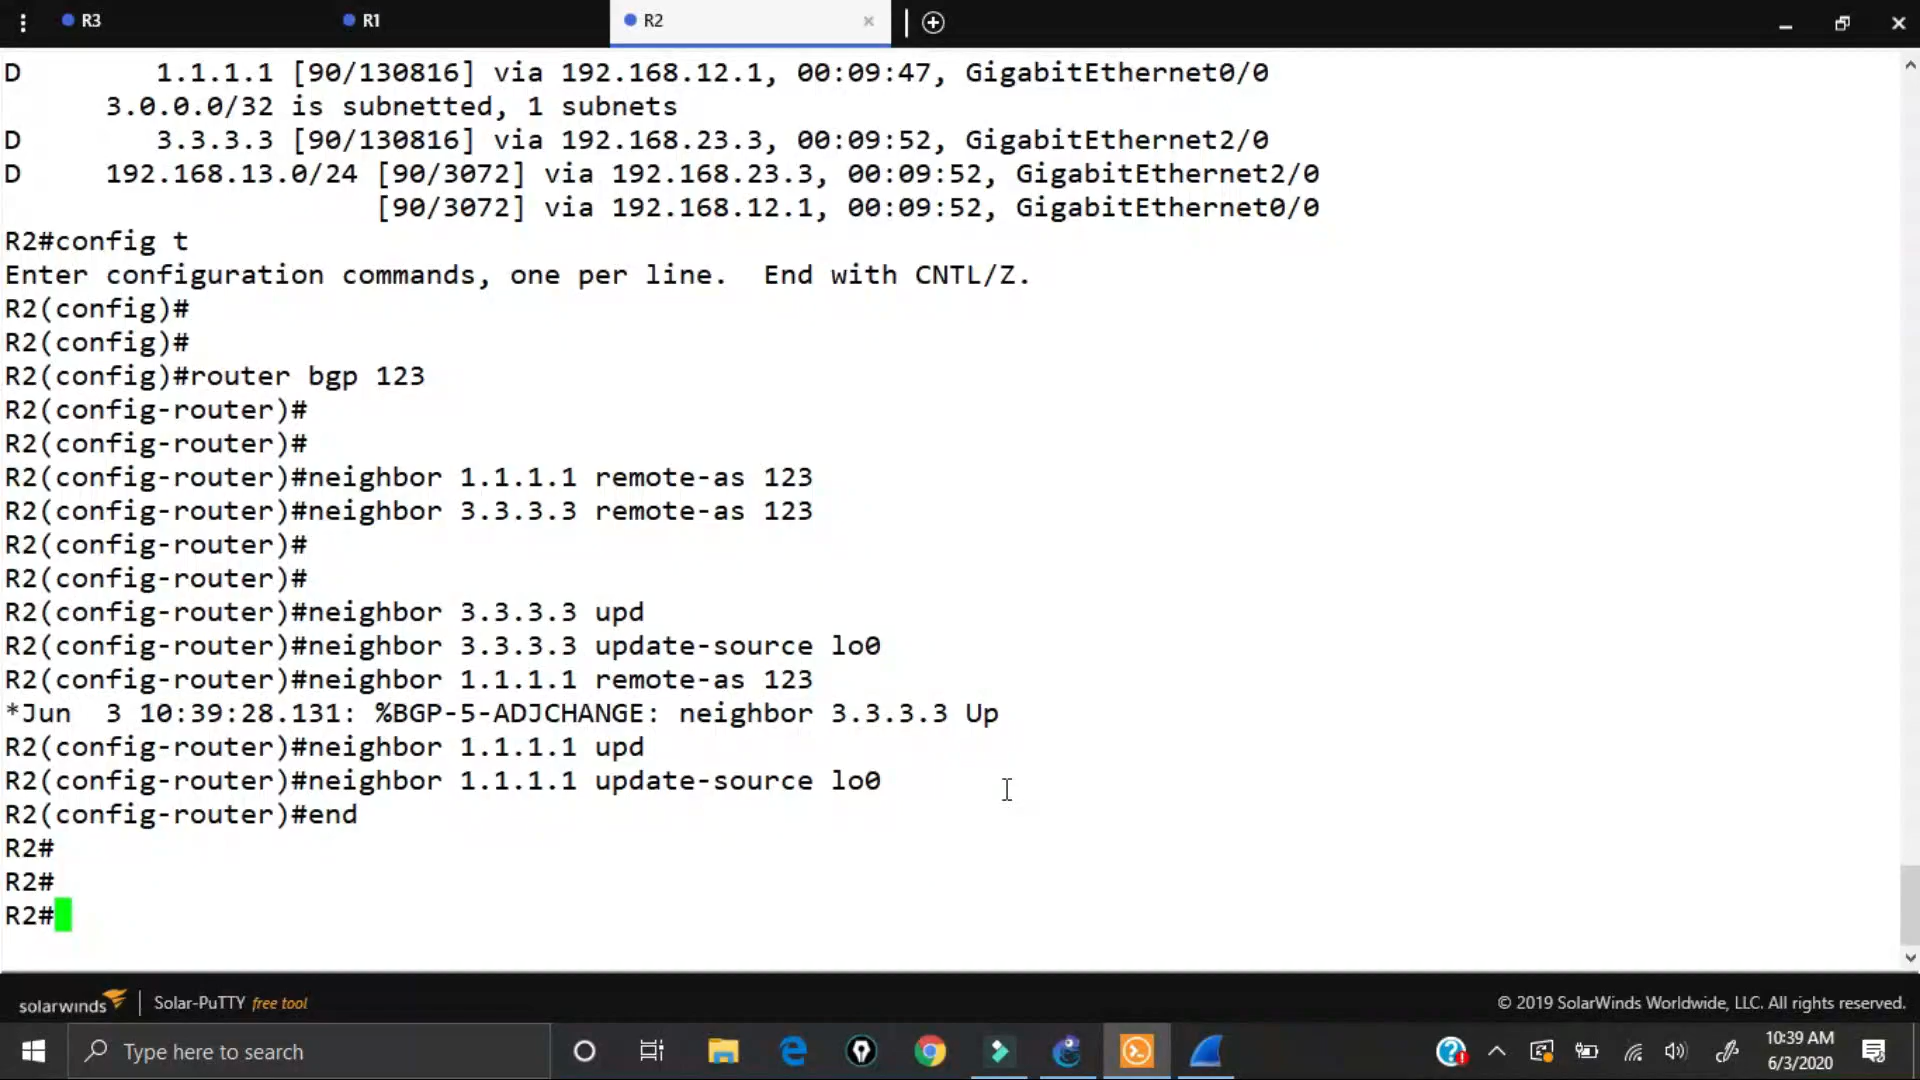 R3
R1
R2
D 1.1.1.1 [90/130816] via 192.168.12.1, 00:09:47, GigabitEthernet0/0
3.0.0.0/32 is subnetted, 1 subnets
D 3.3.3.3 [90/130816] via 192.168.23.3, 00:09:52, GigabitEthernet2/0
D 192.168.13.0/24 [90/3072] via 192.168.23.3, 00:09:52, GigabitEthernet2/0
[90/3072] via 192.168.12.1, 00:09:52, GigabitEthernet0/0
R2#config t
Enter configuration commands, one per line. End with CNTL/Z.
R2(config)#
R2(config)#
R2(config)#router bgp 123
R2(config-router)#
R2(config-router)#
R2(config-router)#neighbor 1.1.1.1 remote-as 123
R2(config-router)#neighbor 3.3.3.3 remote-as 123
R2(config-router)#
R2(config-router)#
R2(config-router)#neighbor 3.3.3.3 upd
R2(config-router)#neighbor 3.3.3.3 update-source lo0
R2(config-router)#neighbor 1.1.1.1 remote-as 123
*Jun 3 10:39:28.131: %BGP-5-ADJCHANGE: neighbor 3.3.3.3 Up
R2(config-router)#neighbor 1.1.1.1 upd
R2(config-router)#neighbor 1.1.1.1 update-source lo0
R2(config-router)#end
R2#
R2#
R2#
solarwinds Solar-PuTTY free tool © 2019 SolarWinds Worldwide, LLC. All rights reserved.
Type here to search
10:39 AM
6/3/2020